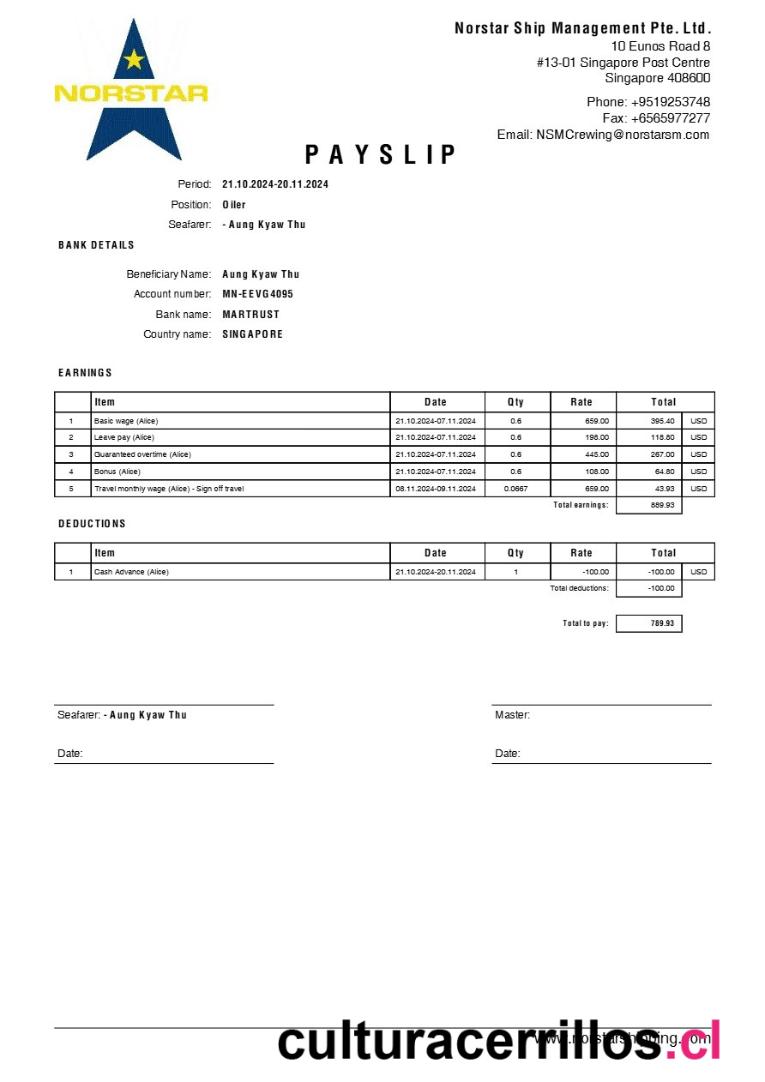 NORSTAR
Norstar Ship Management Pte. Ltd.
10 Eunos Road 8
#13-01 Singapore Post Centre
Singapore 408600
Phone: +9519253748
Fax: +6565977277
Email: NSMCrewing@norstarsm.com
PAYSLIP
Period: 21.10.2024-20.11.2024
Position: Oiler
Seafarer: - Aung Kyaw Thu
BANK DETAILS
Beneficiary Name: Aung Kyaw Thu
Account number: MN-EEVG4095
Bank name: MARTRUST
Country name: SINGAPORE
EARNINGS
Item Date Qty Rate Total
1 Basic wage (Alice) 21.10.2024-07.11.2024 0.6 659.00 395.40 USD
2 Leave pay (Alice) 21.10.2024-07.11.2024 0.6 198.00 118.80 USD
3 Guaranteed overtime (Alice) 21.10.2024-07.11.2024 0.6 445.00 267.00 USD
4 Bonus (Alice) 21.10.2024-07.11.2024 0.6 108.00 64.80 USD
5 Travel monthly wage (Alice) - Sign off travel 08.11.2024-09.11.2024 0.0667 659.00 43.93 USD
Total earnings: 889.93
DEDUCTIONS
Item Date Qty Rate Total
1 Cash Advance (Alice) 21.10.2024-20.11.2024 1 -100.00 -100.00 USD
Total deductions: -100.00
Total to pay: 789.93
Seafarer: - Aung Kyaw Thu Master:
Date: Date:
www.norstarshipping.com
culturacerrillos.cl